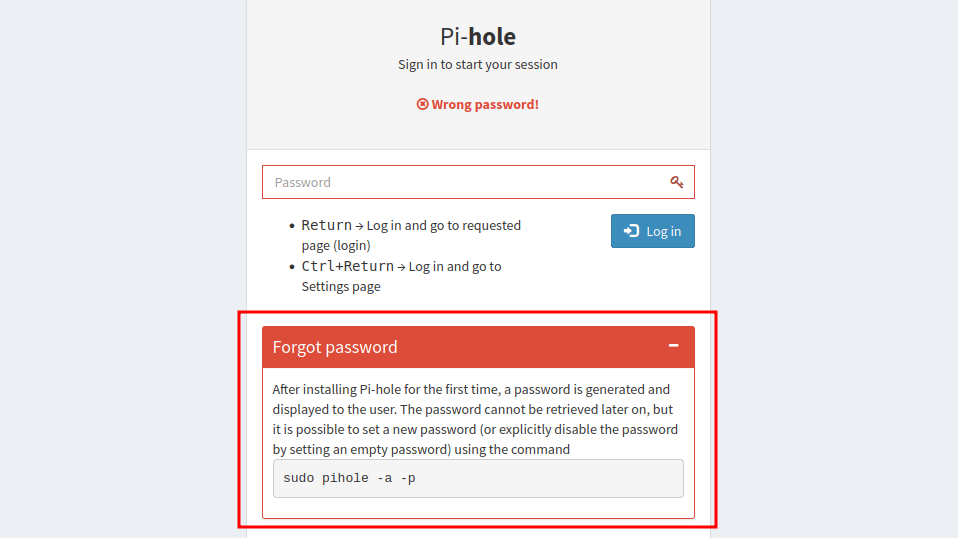 Pi-hole
Sign in to start your session
Wrong password!
Password
Return → Log in and go to requested
page (login)
Ctrl+Return → Log in and go to
Settings page
Log in
Forgot password
After installing Pi-hole for the first time, a password is generated and
displayed to the user. The password cannot be retrieved later on, but
it is possible to set a new password (or explicitly disable the password
by setting an empty password) using the command
sudo pihole -a -p